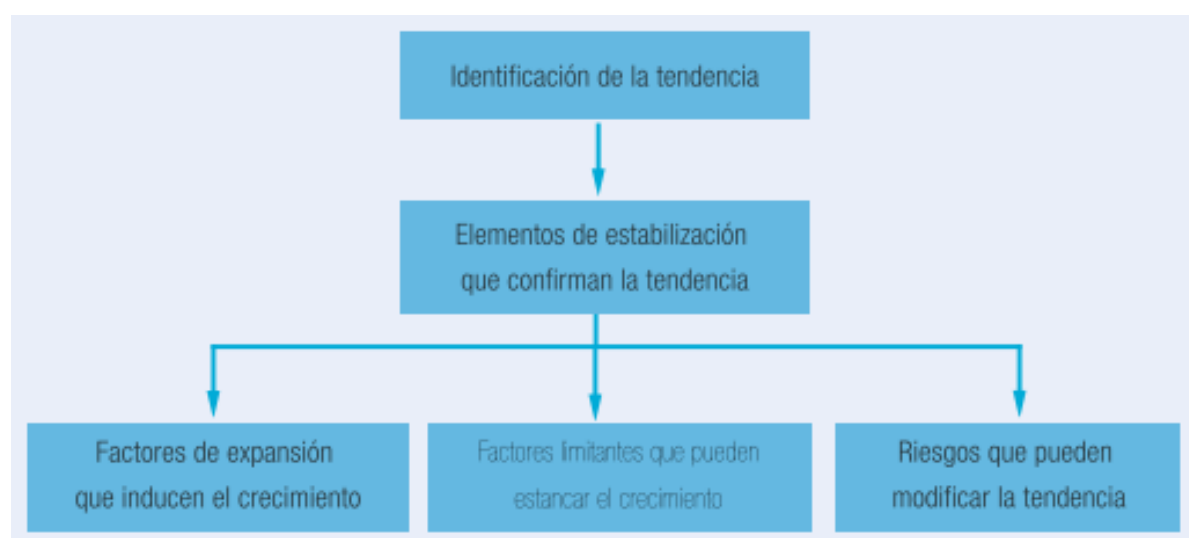 Identificación de la tendencia
Elementos de estabilización
que confirman la tendencia
Factores de expansión
que inducen el crecimiento
Factores limitantes que pueden
estancar el crecimiento
Riesgos que pueden
modificar la tendencia